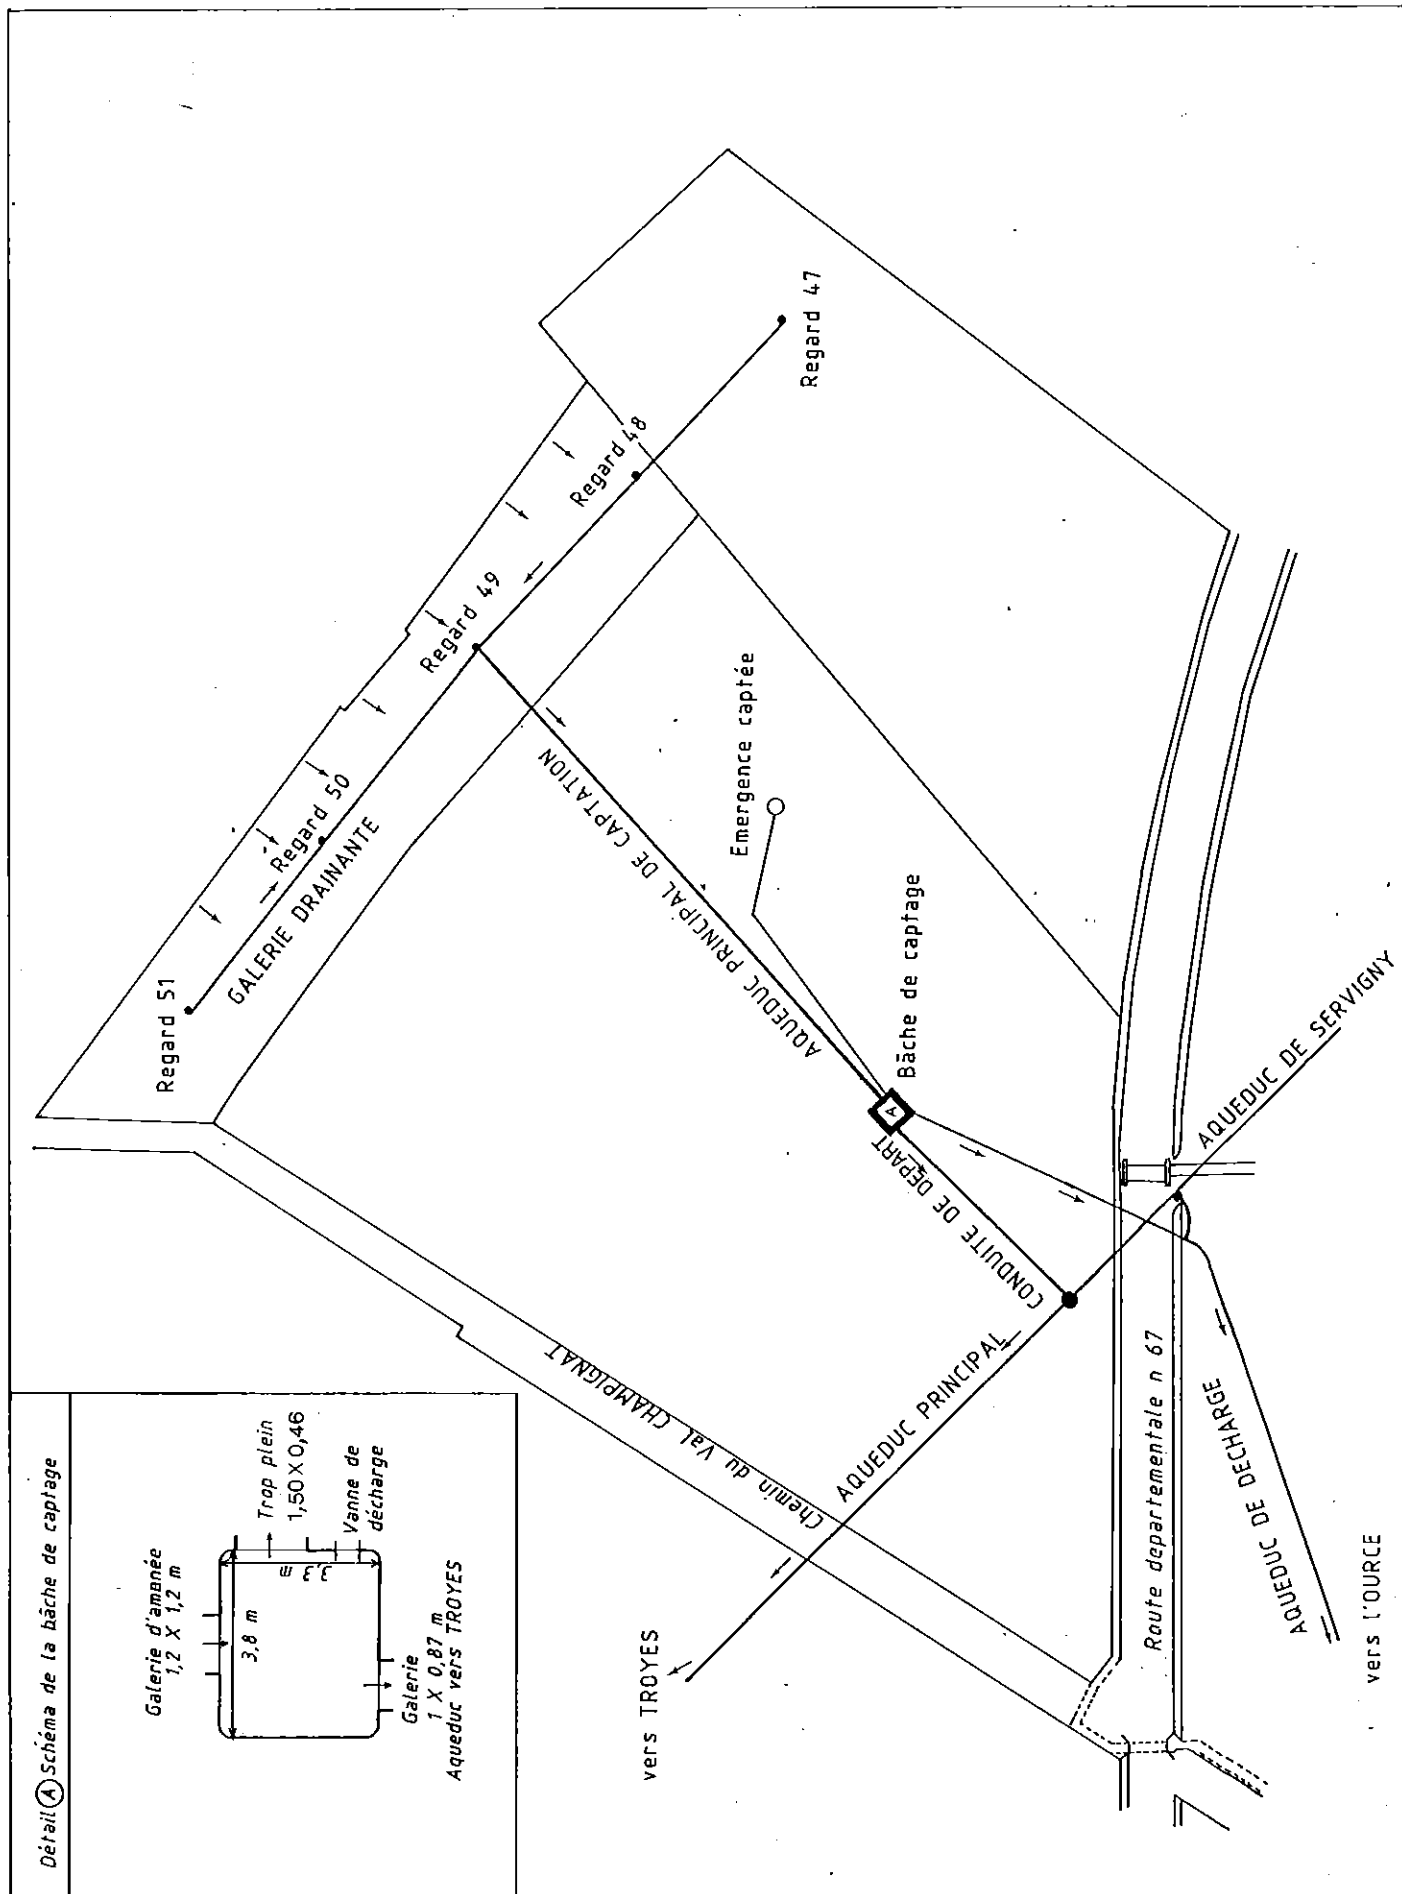 Détail A Schéma de la bâche de captage
Galerie d'amenée
1,2 X 1,2 m
3,8 m
3,3 m
Trop plein
1,50 X 0,46
Vanne de
décharge
Galerie
1 X 0,87 m
Aqueduc vers TROYES
Regard 51
GALERIE DRAINANTE
Regard 50
Regard 49
Regard 48
Regard 47
AQUEDUC PRINCIPAL DE CAPTATION
Emergence captée
Bâche de captage
A
CONDUITE DE DEPART
Chemin du Val CHAMPIGNAT
AQUEDUC PRINCIPAL
vers TROYES
AQUEDUC DE SERVIGNY
Route departementale n 67
AQUEDUC DE DECHARGE
vers l'OURCE